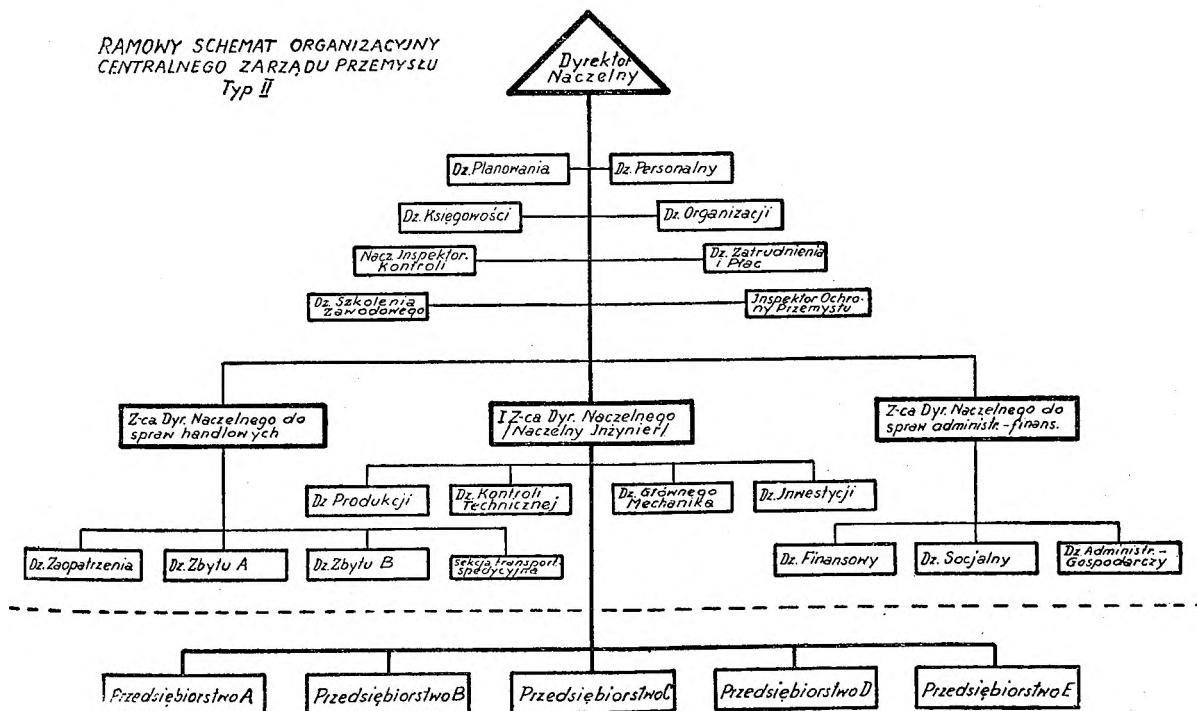 RAMOWY SCHEMAT ORGANIZACYJNY
CENTRALNEGO ZARZĄDU PRZEMYSŁU
Typ II
Dyrektor
Naczelny
Dz. Planowania
Dz. Personalny
Dz. Księgowości
Dz. Organizacji
Nacz. Inspektor.
Kontroli
Dz. Zatrudnienia
i Płac
Dz. Szkolenia
Zawodowego
Inspektor Ochro-
ny Przemysłu
Z-ca Dyr. Naczelnego do
spraw handlowych
I Z-ca Dyr. Naczelnego
/Naczelny Inżynier/
Z-ca Dyr. Naczelnego do
spraw administr.-finans.
Dz. Produkcji
Dz. Kontroli
Technicznej
Dz. Głównego
Mechanika
Dz. Inwestycji
Dz. Zaopatrzenia
Dz. Zbytu A
Dz. Zbytu B
Sekcja transport.
spedycyjna
Dz. Finansowy
Dz. Socjalny
Dz. Administr.-
Gospodarczy
Przedsiębiorstwo A
Przedsiębiorstwo B
Przedsiębiorstwo C
Przedsiębiorstwo D
Przedsiębiorstwo E